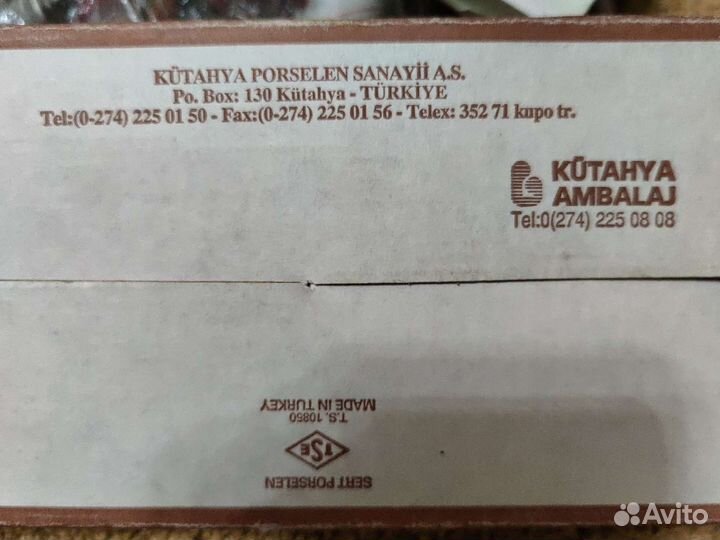 KÜTAHYA PORSELEN SANAYİİ A.S.
Po. Box: 130 Kütahya - TÜRKİYE
Tel:(0-274) 225 01 50 - Fax:(0-274) 225 01 56 - Telex: 352 71 kupo tr.
KÜTAHYA
AMBALAJ
Tel:0(274) 225 08 08
SERT PORSELEN
TSE
T.S. 10850
MADE IN TURKEY
Avito